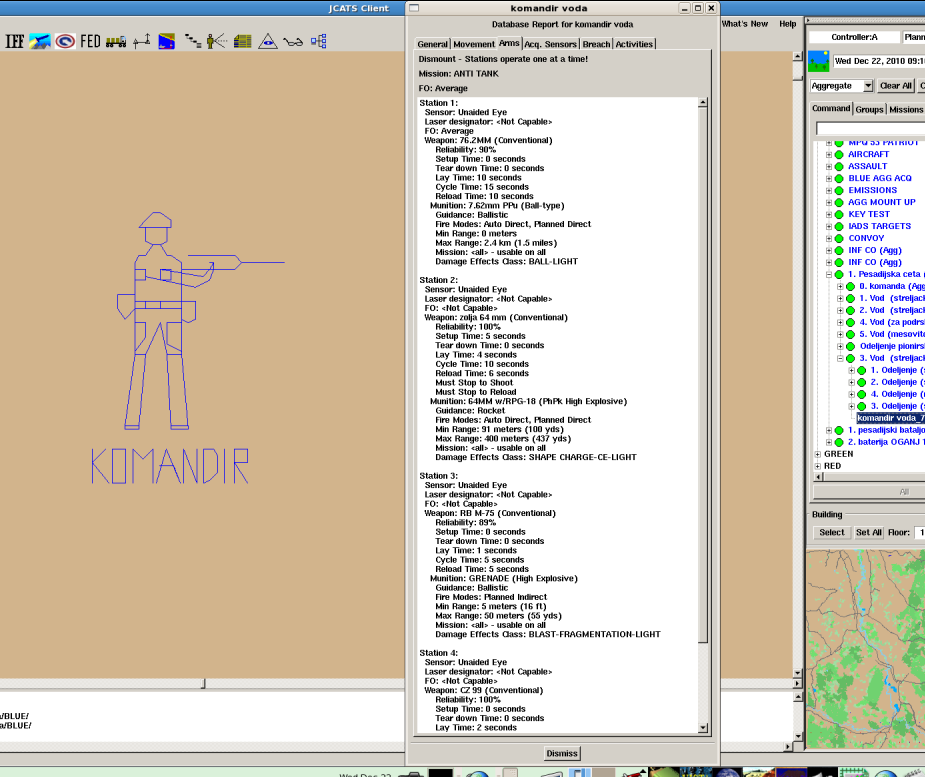 JCATS Client
komandir voda
IFF
FED
Database Report for komandir voda
What's New Help
General Movement Arms Acq. Sensors Breach Activities
Dismount - Stations operate one at a time!
Mission: ANTI TANK
FO: Average
Station 1:
Sensor: Unaided Eye
Laser designator: <Not Capable>
FO: Average
Weapon: 76.2MM (Conventional)
Reliability: 90%
Setup Time: 0 seconds
Tear down Time: 0 seconds
Lay Time: 10 seconds
Cycle Time: 15 seconds
Reload Time: 10 seconds
Munition: 7.62mm PPu (Ball-type)
Guidance: Ballistic
Fire Modes: Auto Direct, Planned Direct
Min Range: 0 meters
Max Range: 2.4 km (1.5 miles)
Mission: <all> - usable on all
Damage Effects Class: BALL-LIGHT
Station 2:
Sensor: Unaided Eye
Laser designator: <Not Capable>
FO: <Not Capable>
Weapon: zolja 64 mm (Conventional)
Reliability: 100%
Setup Time: 5 seconds
Tear down Time: 0 seconds
Lay Time: 4 seconds
Cycle Time: 10 seconds
Reload Time: 6 seconds
Must Stop to Shoot
Must Stop to Reload
Munition: 64MM w/RPG-18 (PhPk High Explosive)
Guidance: Rocket
Fire Modes: Auto Direct, Planned Direct
Min Range: 91 meters (100 yds)
Max Range: 400 meters (437 yds)
Mission: <all> - usable on all
Damage Effects Class: SHAPE CHARGE-CE-LIGHT
Station 3:
Sensor: Unaided Eye
Laser designator: <Not Capable>
FO: <Not Capable>
Weapon: RB M-75 (Conventional)
Reliability: 89%
Setup Time: 0 seconds
Tear down Time: 0 seconds
Lay Time: 1 seconds
Cycle Time: 5 seconds
Reload Time: 5 seconds
Munition: GRENADE (High Explosive)
Guidance: Ballistic
Fire Modes: Planned Indirect
Min Range: 5 meters (16 ft)
Max Range: 50 meters (55 yds)
Mission: <all> - usable on all
Damage Effects Class: BLAST-FRAGMENTATION-LIGHT
Station 4:
Sensor: Unaided Eye
Laser designator: <Not Capable>
FO: <Not Capable>
Weapon: CZ 99 (Conventional)
Reliability: 100%
Setup Time: 0 seconds
Tear down Time: 0 seconds
Lay Time: 2 seconds
Dismiss
KOMANDIR
a/BLUE/
a/BLUE/
Controller:A Plann
Wed Dec 22, 2010 09:1
Aggregate Clear All C
Command Groups Missions
MPQ 53 PATRIOT
AIRCRAFT
ASSAULT
BLUE AGG ACQ
EMISSIONS
AGG MOUNT UP
KEY TEST
IADS TARGETS
CONVOY
INF CO (Agg)
INF CO (Agg)
1. Pesadijska ceta
0. komanda (Agg
1. Vod (streljack
2. Vod (streljack
4. Vod (za podrs
5. Vod (mesovito
Odeljenje pionirs
3. Vod (streljack
1. Odeljenje (s
2. Odeljenje (s
4. Odeljenje (
3. Odeljenje (s
komandir voda_7
1. pesadijski bataljo
2. baterija OGANJ 1
GREEN
RED
All
Building
Select Set All Floor: 1
Wed Dec 22